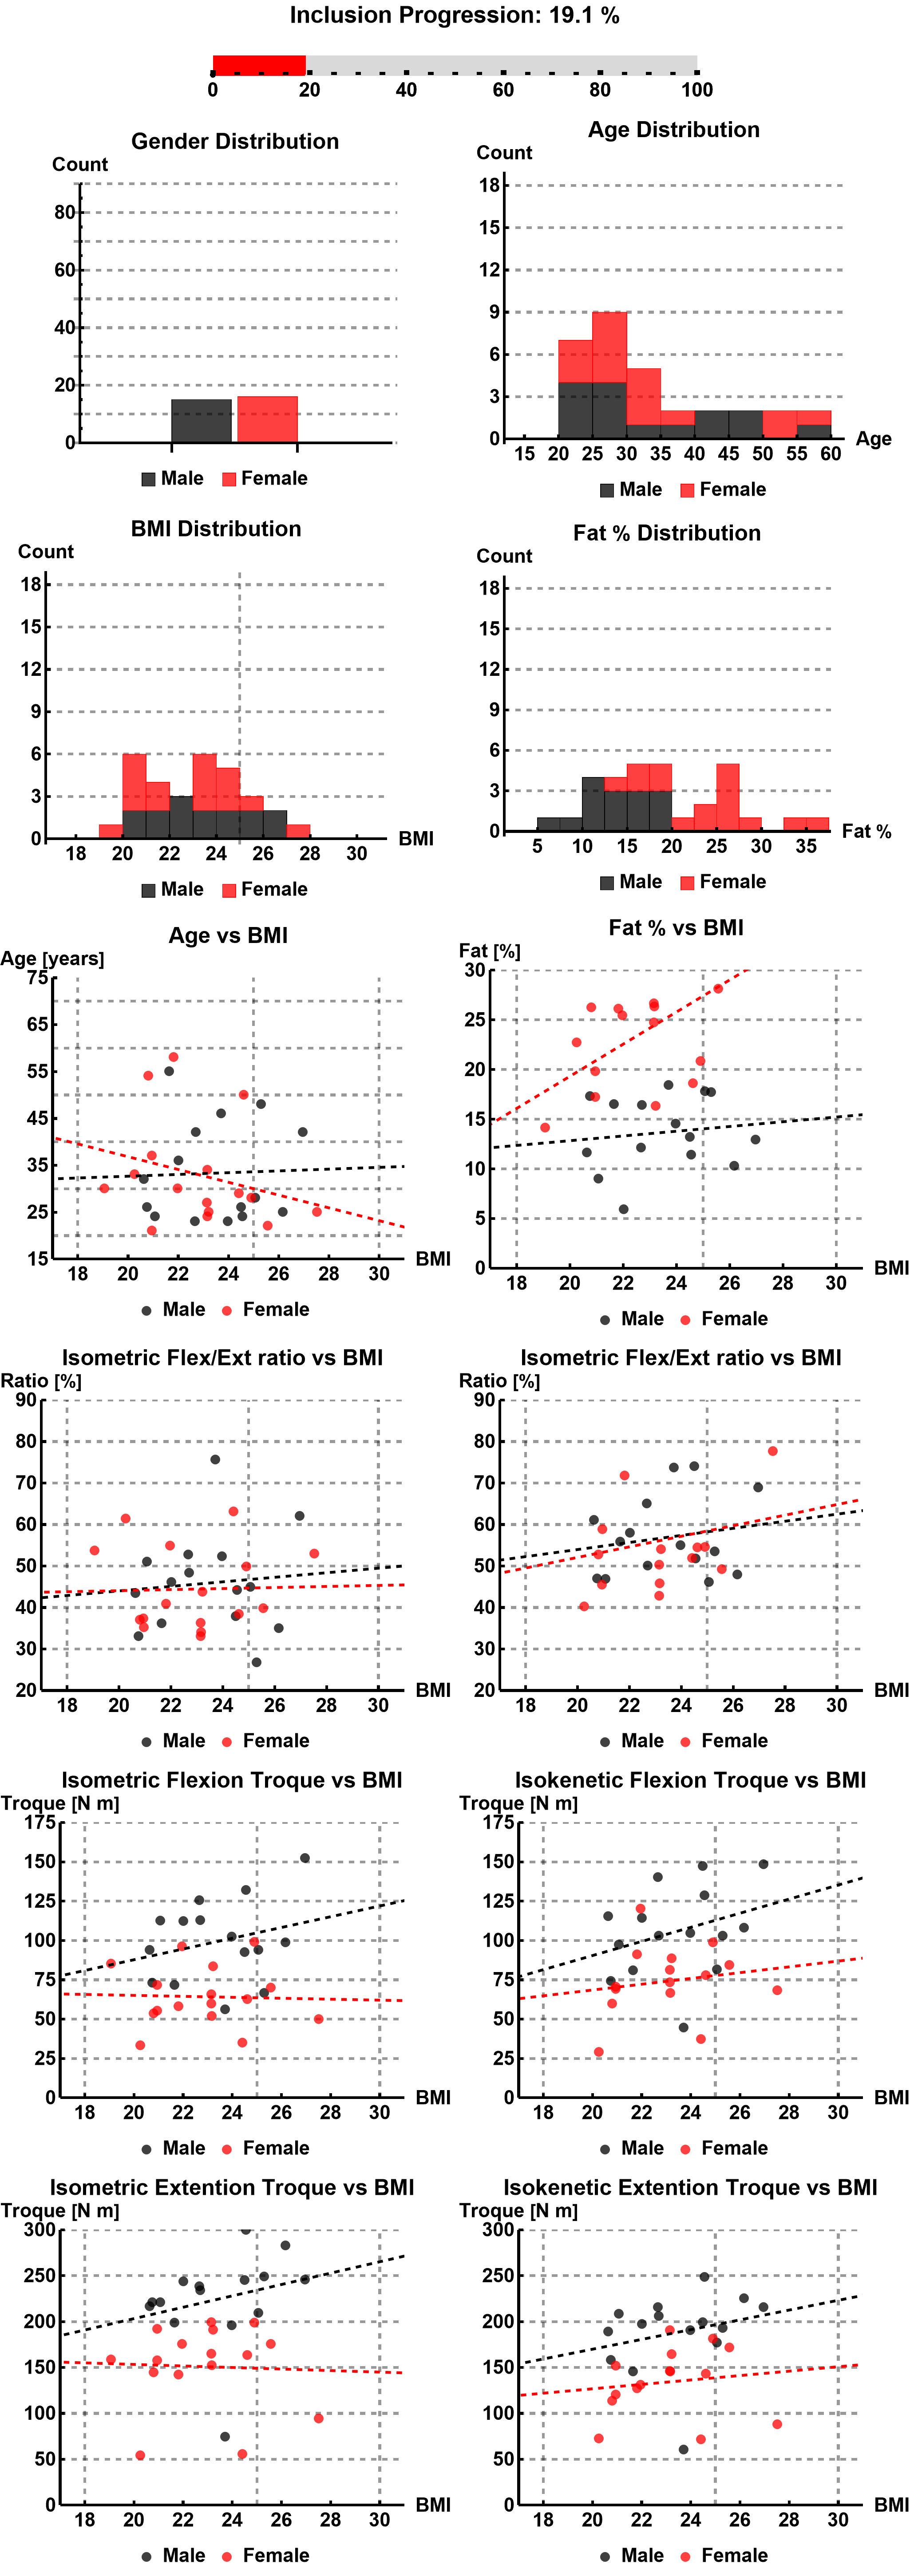 Inclusion Progression: 19.1 %
0 20 40 60 80 100
Gender Distribution
Count
80
60
40
20
0
Male Female
Age Distribution
Count
18
15
12
9
6
3
0
15 20 25 30 35 40 45 50 55 60 Age
Male Female
BMI Distribution
Count
18
15
12
9
6
3
0
18 20 22 24 26 28 30 BMI
Male Female
Fat % Distribution
Count
18
15
12
9
6
3
0
5 10 15 20 25 30 35 Fat %
Male Female
Age vs BMI
Age [years]
75
65
55
45
35
25
15
18 20 22 24 26 28 30 BMI
Male Female
Fat % vs BMI
Fat [%]
30
25
20
15
10
5
0
18 20 22 24 26 28 30 BMI
Male Female
Isometric Flex/Ext ratio vs BMI
Ratio [%]
90
80
70
60
50
40
30
20
18 20 22 24 26 28 30 BMI
Male Female
Isometric Flex/Ext ratio vs BMI
Ratio [%]
90
80
70
60
50
40
30
20
18 20 22 24 26 28 30 BMI
Male Female
Isometric Flexion Troque vs BMI
Troque [N m]
175
150
125
100
75
50
25
0
18 20 22 24 26 28 30 BMI
Male Female
Isokenetic Flexion Troque vs BMI
Troque [N m]
175
150
125
100
75
50
25
0
18 20 22 24 26 28 30 BMI
Male Female
Isometric Extention Troque vs BMI
Troque [N m]
300
250
200
150
100
50
0
18 20 22 24 26 28 30 BMI
Male Female
Isokenetic Extention Troque vs BMI
Troque [N m]
300
250
200
150
100
50
0
18 20 22 24 26 28 30 BMI
Male Female